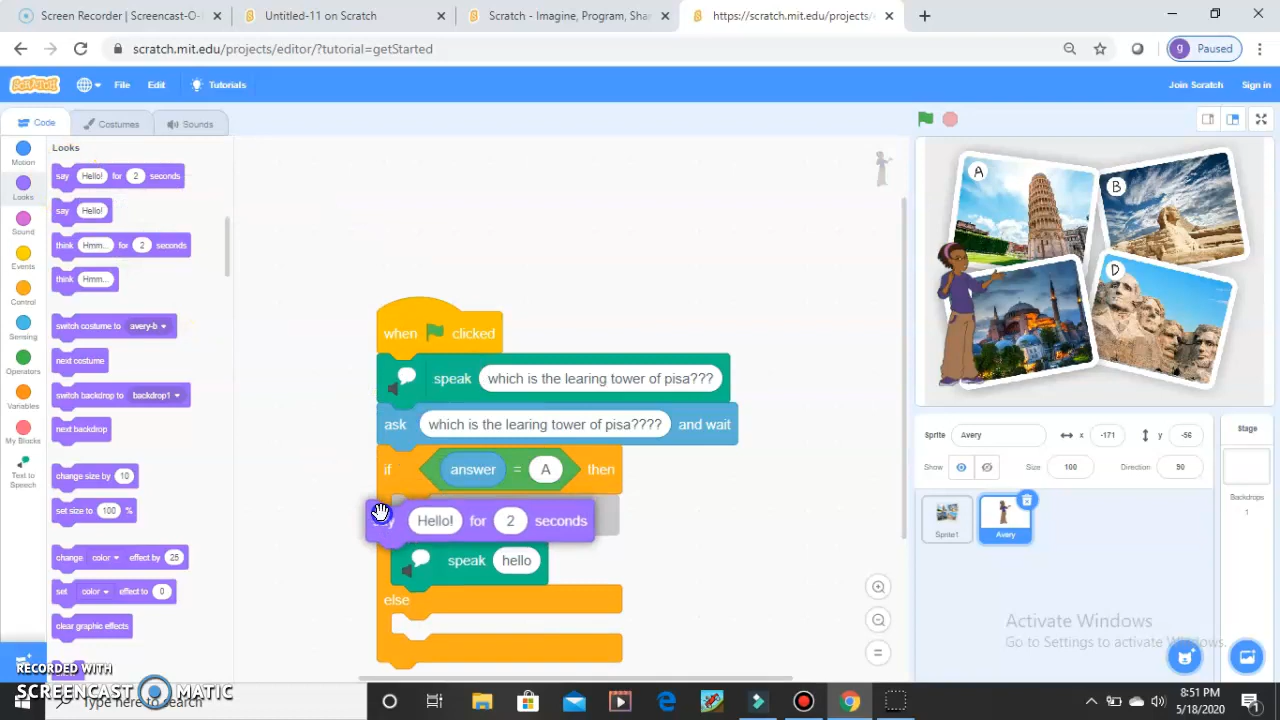 Screen Recorder | Screencast-O
Untitled-11 on Scratch
Scratch - Imagine, Program, Shar
https://scratch.mit.edu/projects/
scratch.mit.edu/projects/editor/?tutorial=getStarted
g Paused
SCRATCH File Edit Tutorials Join Scratch Sign in
Code Costumes Sounds
Motion
Looks
Sound
Events
Control
Sensing
Operators
Variables
My Blocks
Text to
Speech
Looks
say Hello! for 2 seconds
say Hello!
think Hmm... for 2 seconds
think Hmm...
switch costume to avery-b
next costume
switch backdrop to backdrop1
next backdrop
change size by 10
set size to 100 %
change color effect by 25
set color effect to 0
clear graphic effects
when clicked
speak which is the learing tower of pisa???
ask which is the learing tower of pisa???? and wait
if answer = A then
Hello! for 2 seconds
speak hello
else
A
B
D
Sprite Avery x -171 y -56
Show Size 100 Direction 90
Sprite1
Avery
Stage
Backdrops
1
Activate Windows
Go to Settings to activate Windows.
RECORDED WITH
SCREENCAST MATIC
Type here to search
8:51 PM
5/18/2020